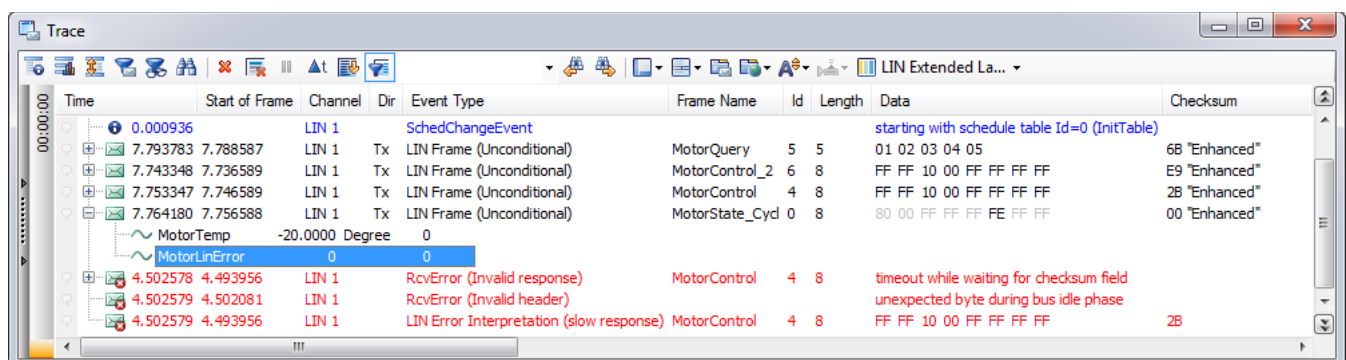 Trace
Δt A LIN Extended La...
00:00:00
Time Start of Frame Channel Dir Event Type Frame Name Id Length Data Checksum
0.000936 LIN 1 SchedChangeEvent starting with schedule table Id=0 (InitTable)
7.793783 7.788587 LIN 1 Tx LIN Frame (Unconditional) MotorQuery 5 5 01 02 03 04 05 6B "Enhanced"
7.743348 7.736589 LIN 1 Tx LIN Frame (Unconditional) MotorControl_2 6 8 FF FF 10 00 FF FF FF FF E9 "Enhanced"
7.753347 7.746589 LIN 1 Tx LIN Frame (Unconditional) MotorControl 4 8 FF FF 10 00 FF FF FF FF 2B "Enhanced"
7.764180 7.756588 LIN 1 Tx LIN Frame (Unconditional) MotorState_Cycl 0 8 80 00 FF FF FF FE FF FF 00 "Enhanced"
MotorTemp -20.0000 Degree 0
MotorLinError 0 0
4.502578 4.493956 LIN 1 RcvError (Invalid response) MotorControl 4 8 timeout while waiting for checksum field
4.502579 4.502081 LIN 1 RcvError (Invalid header) unexpected byte during bus idle phase
4.502579 4.493956 LIN 1 LIN Error Interpretation (slow response) MotorControl 4 8 FF FF 10 00 FF FF FF FF 2B